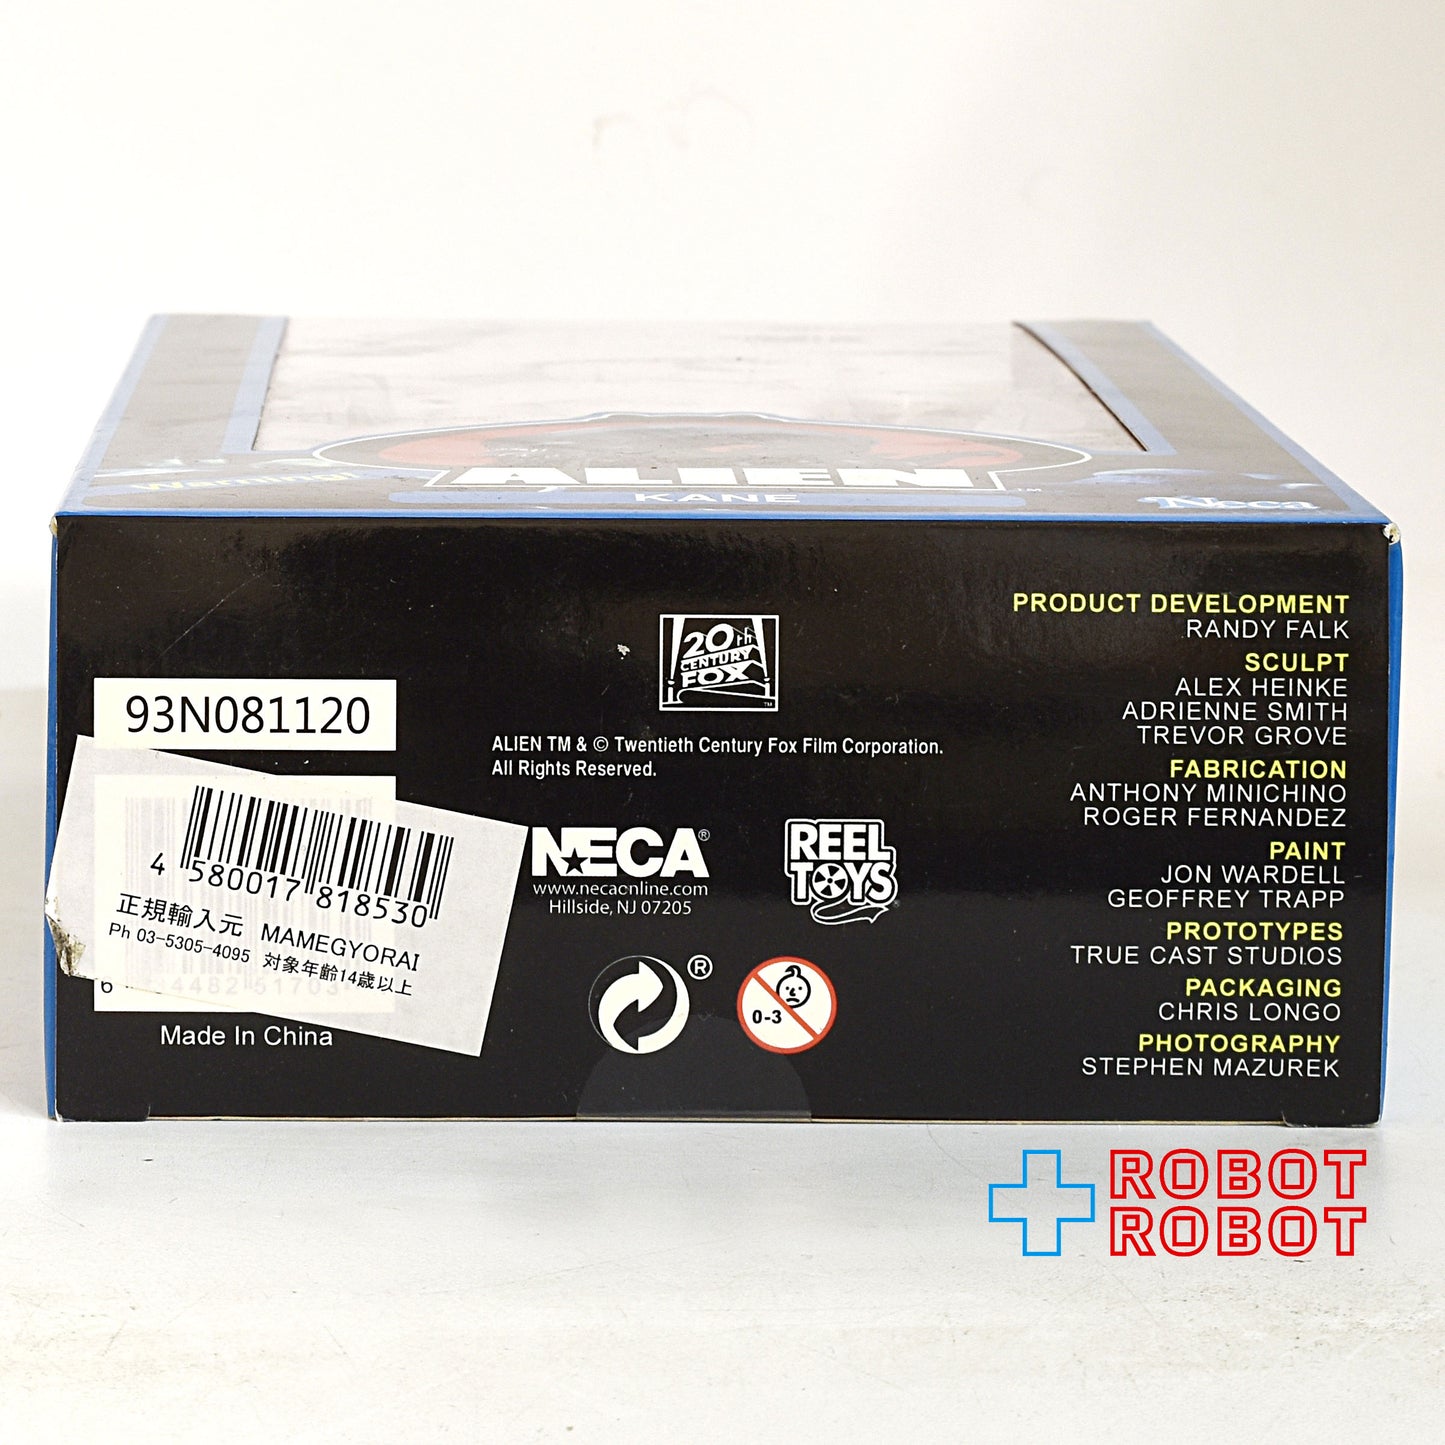 Warning!
ALIEN
TM
KANE
Neca
93N081120
4 580017 818530
正規輸入元 MAMEGYORAI
Ph 03-5305-4095 対象年齢14歳以上
Made In China
20th
CENTURY
FOX
TM
ALIEN TM & © Twentieth Century Fox Film Corporation.
All Rights Reserved.
NECA®
www.necaonline.com
Hillside, NJ 07205
REEL
TOYS
®
0-3
PRODUCT DEVELOPMENT
RANDY FALK
SCULPT
ALEX HEINKE
ADRIENNE SMITH
TREVOR GROVE
FABRICATION
ANTHONY MINICHINO
ROGER FERNANDEZ
PAINT
JON WARDELL
GEOFFREY TRAPP
PROTOTYPES
TRUE CAST STUDIOS
PACKAGING
CHRIS LONGO
PHOTOGRAPHY
STEPHEN MAZUREK
ROBOT
ROBOT